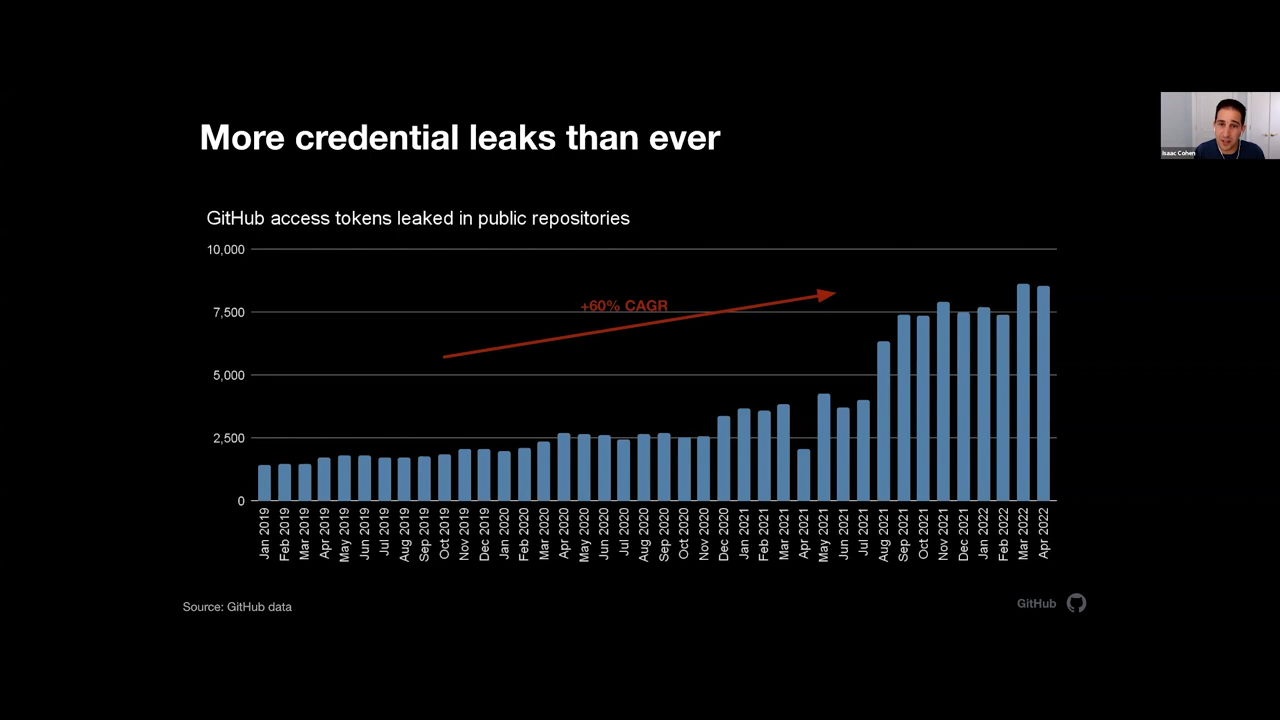 More credential leaks than ever
Isaac Cohen
GitHub access tokens leaked in public repositories
10,000
+60% CAGR
7,500
5,000
2,500
0
Jan 2019
Feb 2019
Mar 2019
Apr 2019
May 2019
Jun 2019
Jul 2019
Aug 2019
Sep 2019
Oct 2019
Nov 2019
Dec 2019
Jan 2020
Feb 2020
Mar 2020
Apr 2020
May 2020
Jun 2020
Jul 2020
Aug 2020
Sep 2020
Oct 2020
Nov 2020
Dec 2020
Jan 2021
Feb 2021
Mar 2021
Apr 2021
May 2021
Jun 2021
Jul 2021
Aug 2021
Sep 2021
Oct 2021
Nov 2021
Dec 2021
Jan 2022
Feb 2022
Mar 2022
Apr 2022
Source: GitHub data
GitHub